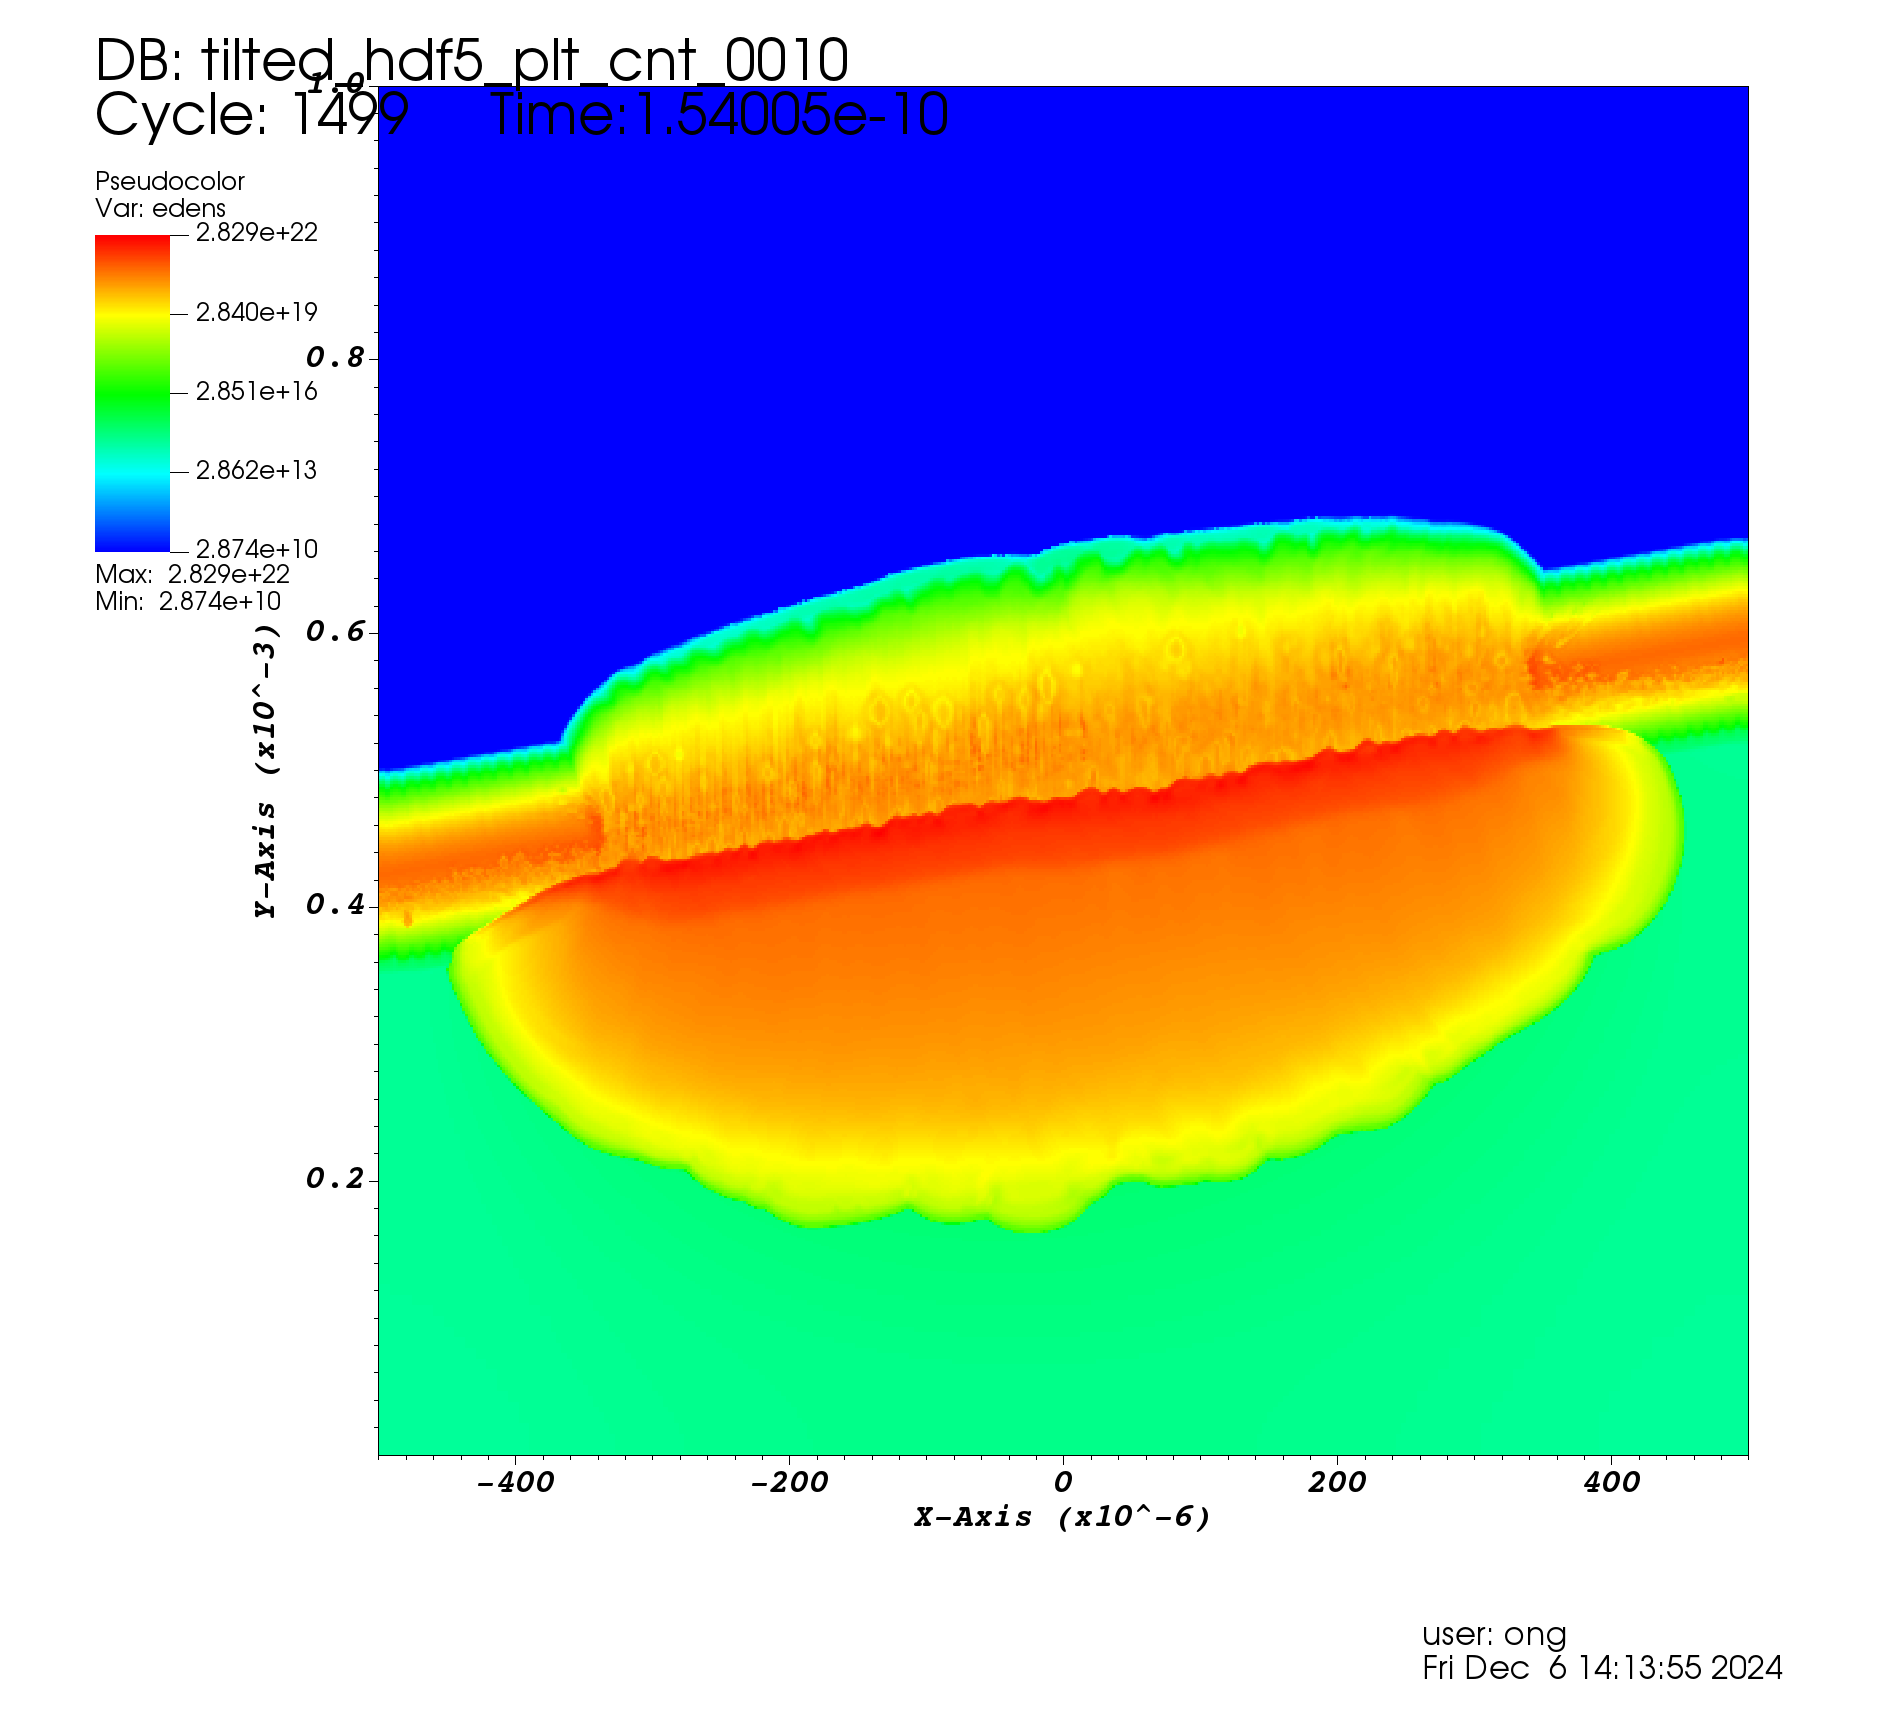 DB: tilted_hdf5_plt_cnt_0010
Cycle: 1499 Time:1.54005e-10
Pseudocolor
Var: edens
2.829e+22
2.840e+19
2.851e+16
2.862e+13
2.874e+10
Max: 2.829e+22
Min: 2.874e+10
1.0
0.8
0.6
0.4
0.2
Y-Axis (x10^-3)
-400 -200 0 200 400
X-Axis (x10^-6)
user: ong
Fri Dec 6 14:13:55 2024